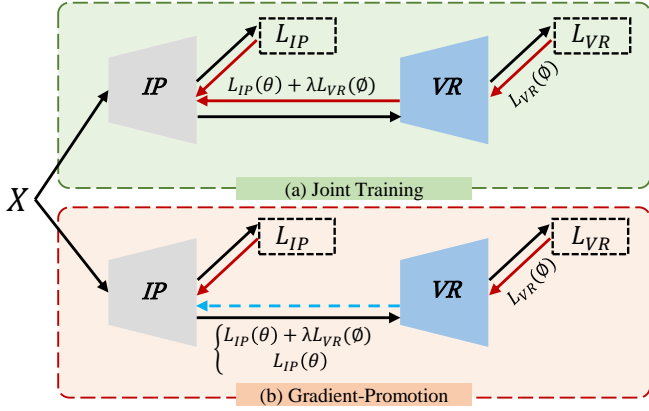 L_{IP}
L_{VR}
IP
L_{IP}(θ) + λL_{VR}(∅)
VR
L_{VR}(∅)
(a) Joint Training
X
L_{IP}
L_{VR}
IP
VR
L_{VR}(∅)
{L_{IP}(θ) + λL_{VR}(∅)
L_{IP}(θ)
(b) Gradient-Promotion